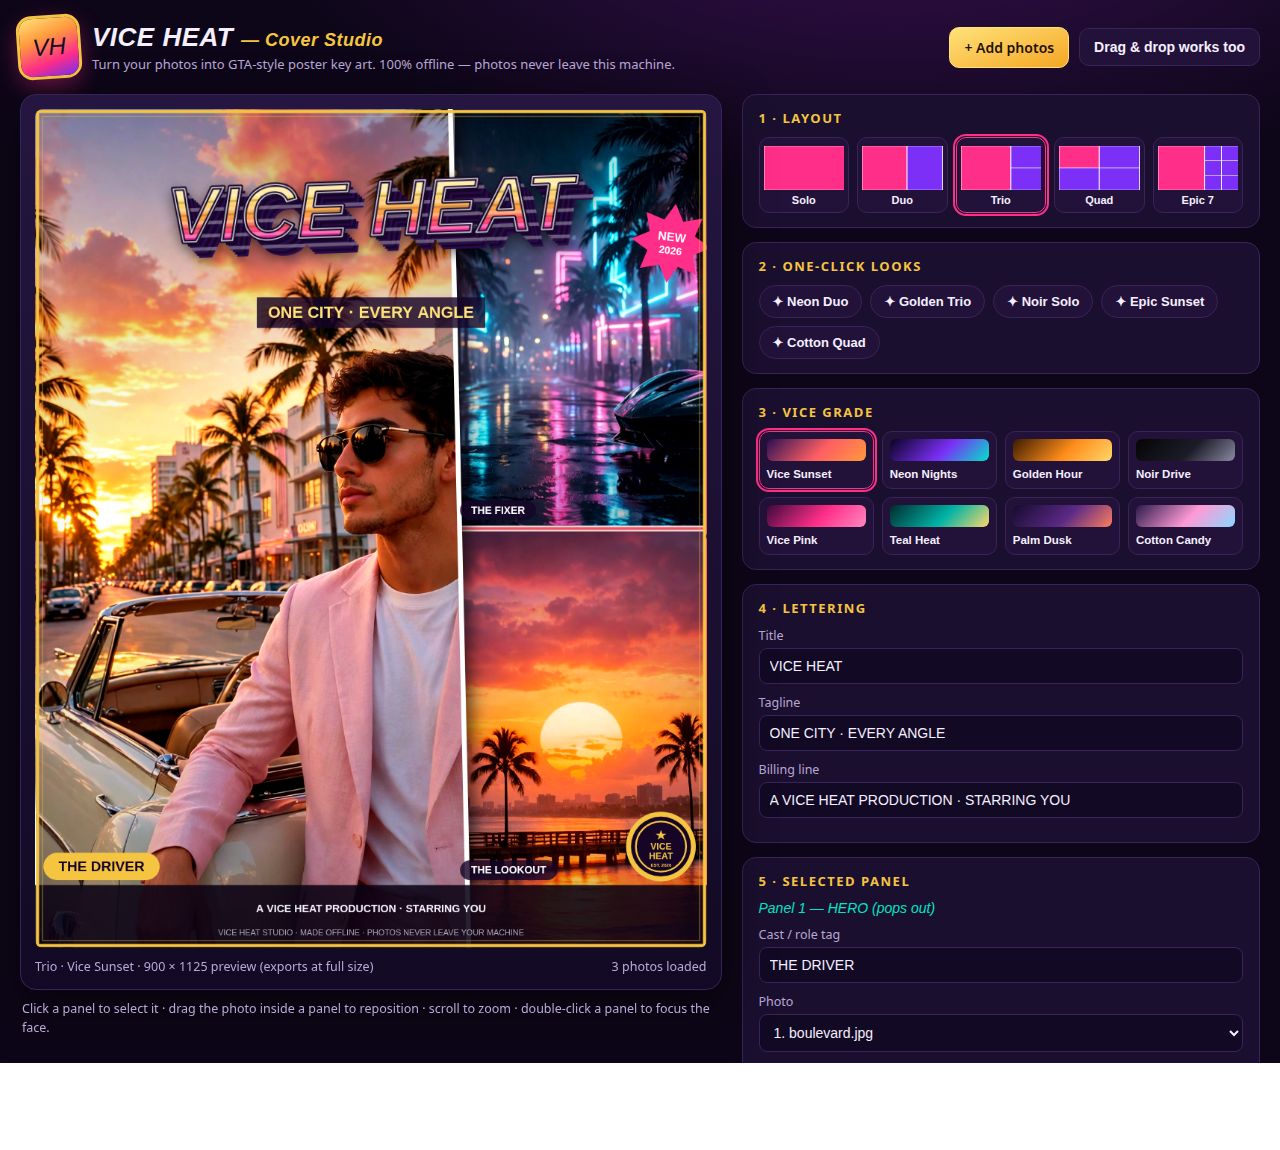 VH
VICE HEAT — Cover Studio
Turn your photos into GTA-style poster key art. 100% offline — photos never leave this machine.
+ Add photos
Drag & drop works too
VICE HEAT
NEW
2026
ONE CITY · EVERY ANGLE
THE FIXER
THE DRIVER
THE LOOKOUT
★
VICE
HEAT
EST. 2026
A VICE HEAT PRODUCTION · STARRING YOU
VICE HEAT STUDIO · MADE OFFLINE · PHOTOS NEVER LEAVE YOUR MACHINE
Trio · Vice Sunset · 900 × 1125 preview (exports at full size)
3 photos loaded
Click a panel to select it · drag the photo inside a panel to reposition · scroll to zoom · double-click a panel to focus the
face.
1 · LAYOUT
Solo
Duo
Trio
Quad
Epic 7
2 · ONE-CLICK LOOKS
✦ Neon Duo
✦ Golden Trio
✦ Noir Solo
✦ Epic Sunset
✦ Cotton Quad
3 · VICE GRADE
Vice Sunset
Neon Nights
Golden Hour
Noir Drive
Vice Pink
Teal Heat
Palm Dusk
Cotton Candy
4 · LETTERING
Title
VICE HEAT
Tagline
ONE CITY · EVERY ANGLE
Billing line
A VICE HEAT PRODUCTION · STARRING YOU
5 · SELECTED PANEL
Panel 1 — HERO (pops out)
Cast / role tag
THE DRIVER
Photo
1. boulevard.jpg